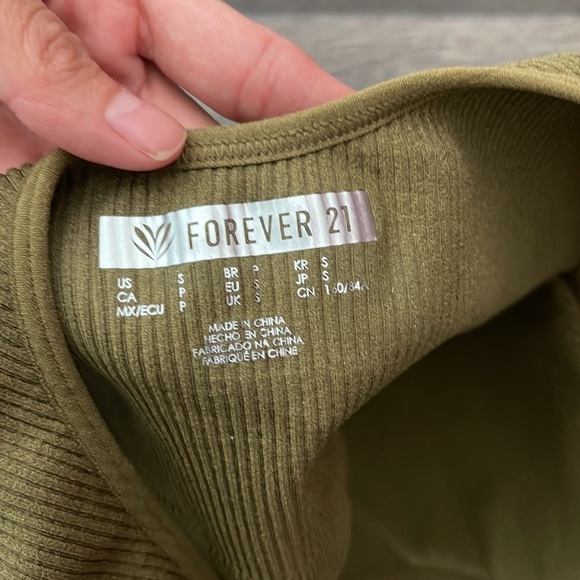 FOREVER 21
US S BR P KR S
CA P EU S JP S
MX/ECU P UK S CN 160/84A
MADE IN CHINA
HECHO EN CHINA
FABRICADO NA CHINA
FABRIQUÉ EN CHINE